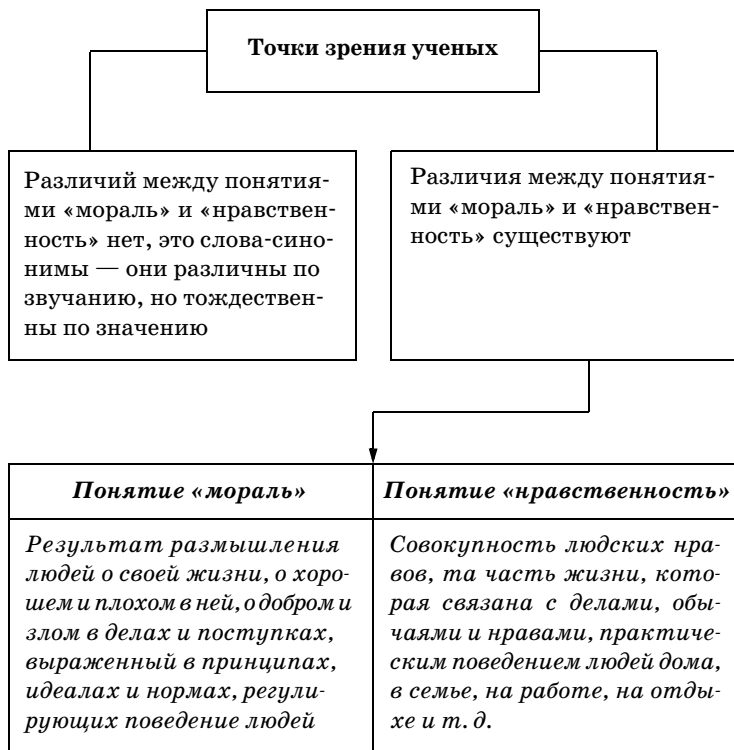 Точки зрения ученых
Различий между понятия-
ми «мораль» и «нравствен-
ность» нет, это слова-сино-
нимы — они различны по
звучанию, но тождествен-
ны по значению
Различия между понятия-
ми «мораль» и «нравствен-
ность» существуют
Понятие «мораль»
Результат размышления
людей о своей жизни, о хоро-
шем и плохом в ней, о добром и
злом в делах и поступках,
выраженный в принципах,
идеалах и нормах, регули-
рующих поведение людей
Понятие «нравственность»
Совокупность людских нра-
вов, та часть жизни, кото-
рая связана с делами, обы-
чаями и нравами, практиче-
ским поведением людей дома,
в семье, на работе, на отды-
хе и т. д.